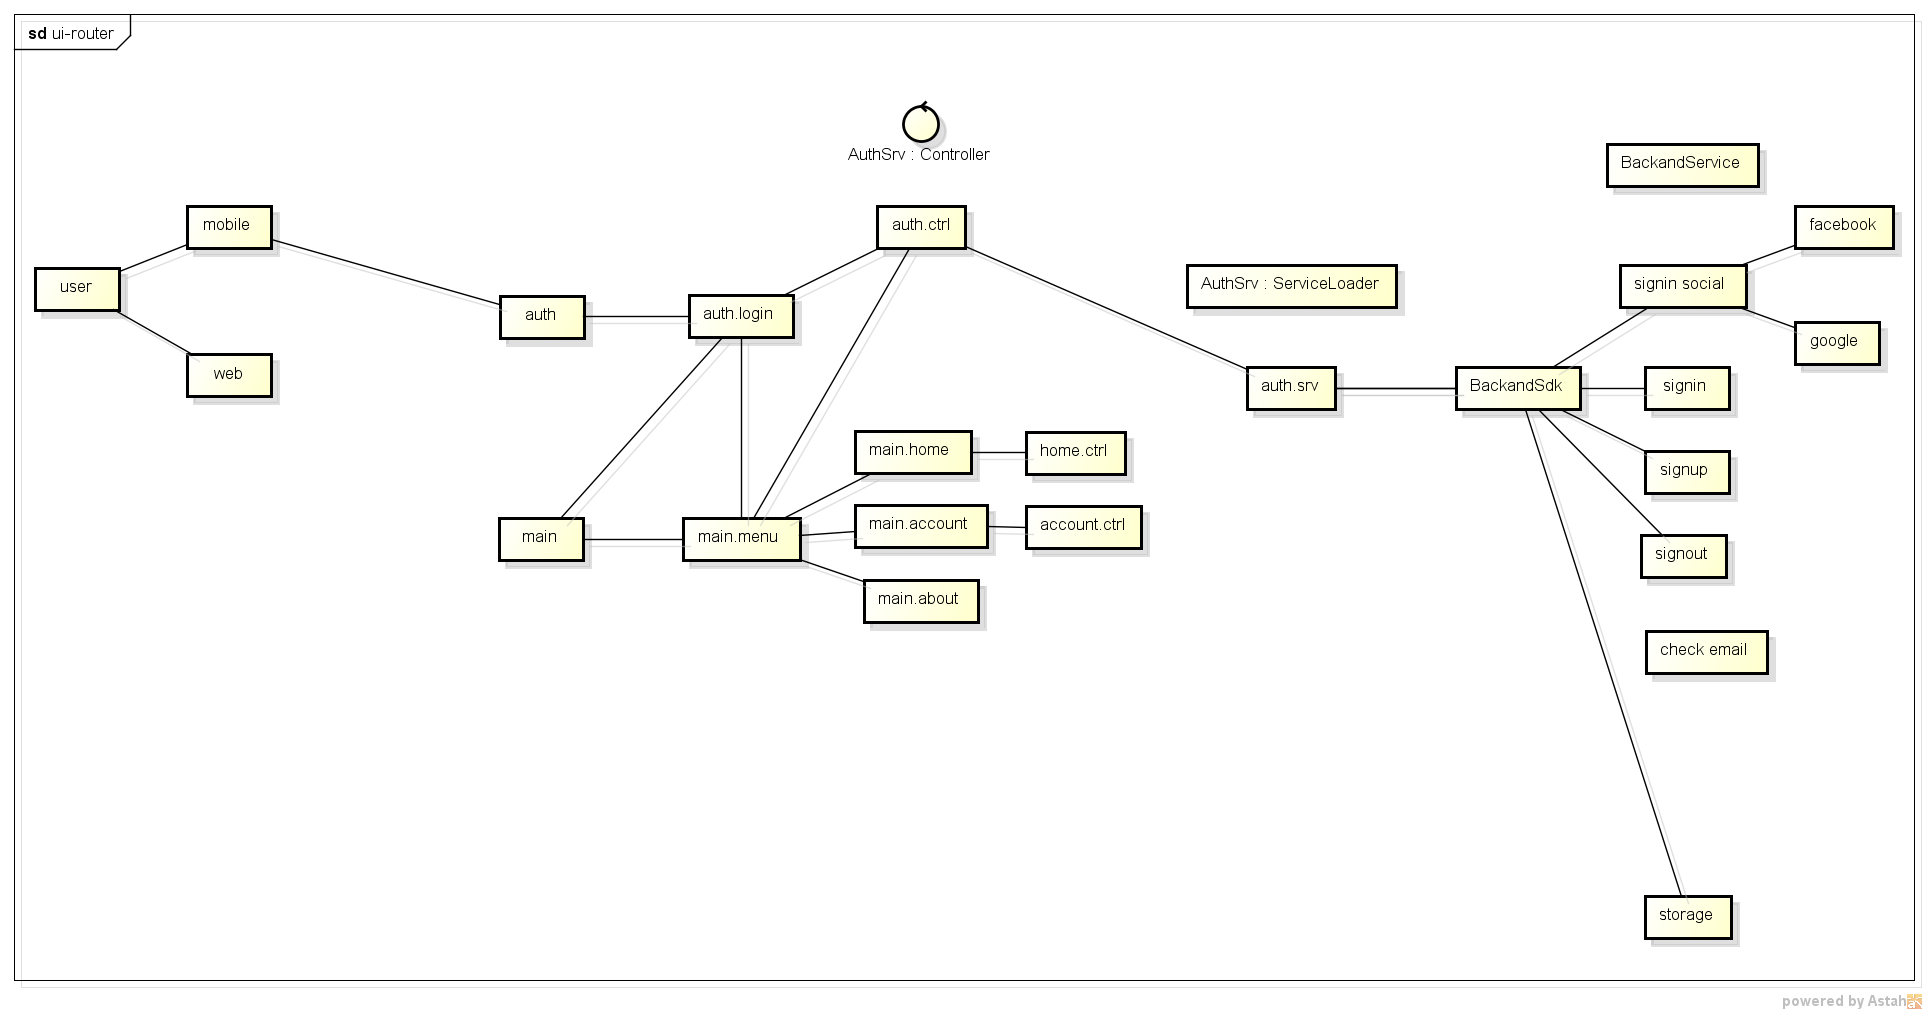 sd ui-router
AuthSrv : Controller
BackandService
mobile
auth.ctrl
facebook
user
AuthSrv : ServiceLoader
signin social
auth
auth.login
google
web
auth.srv
BackandSdk
signin
main.home
home.ctrl
signup
main
main.menu
main.account
account.ctrl
signout
main.about
check email
storage
powered by Astah